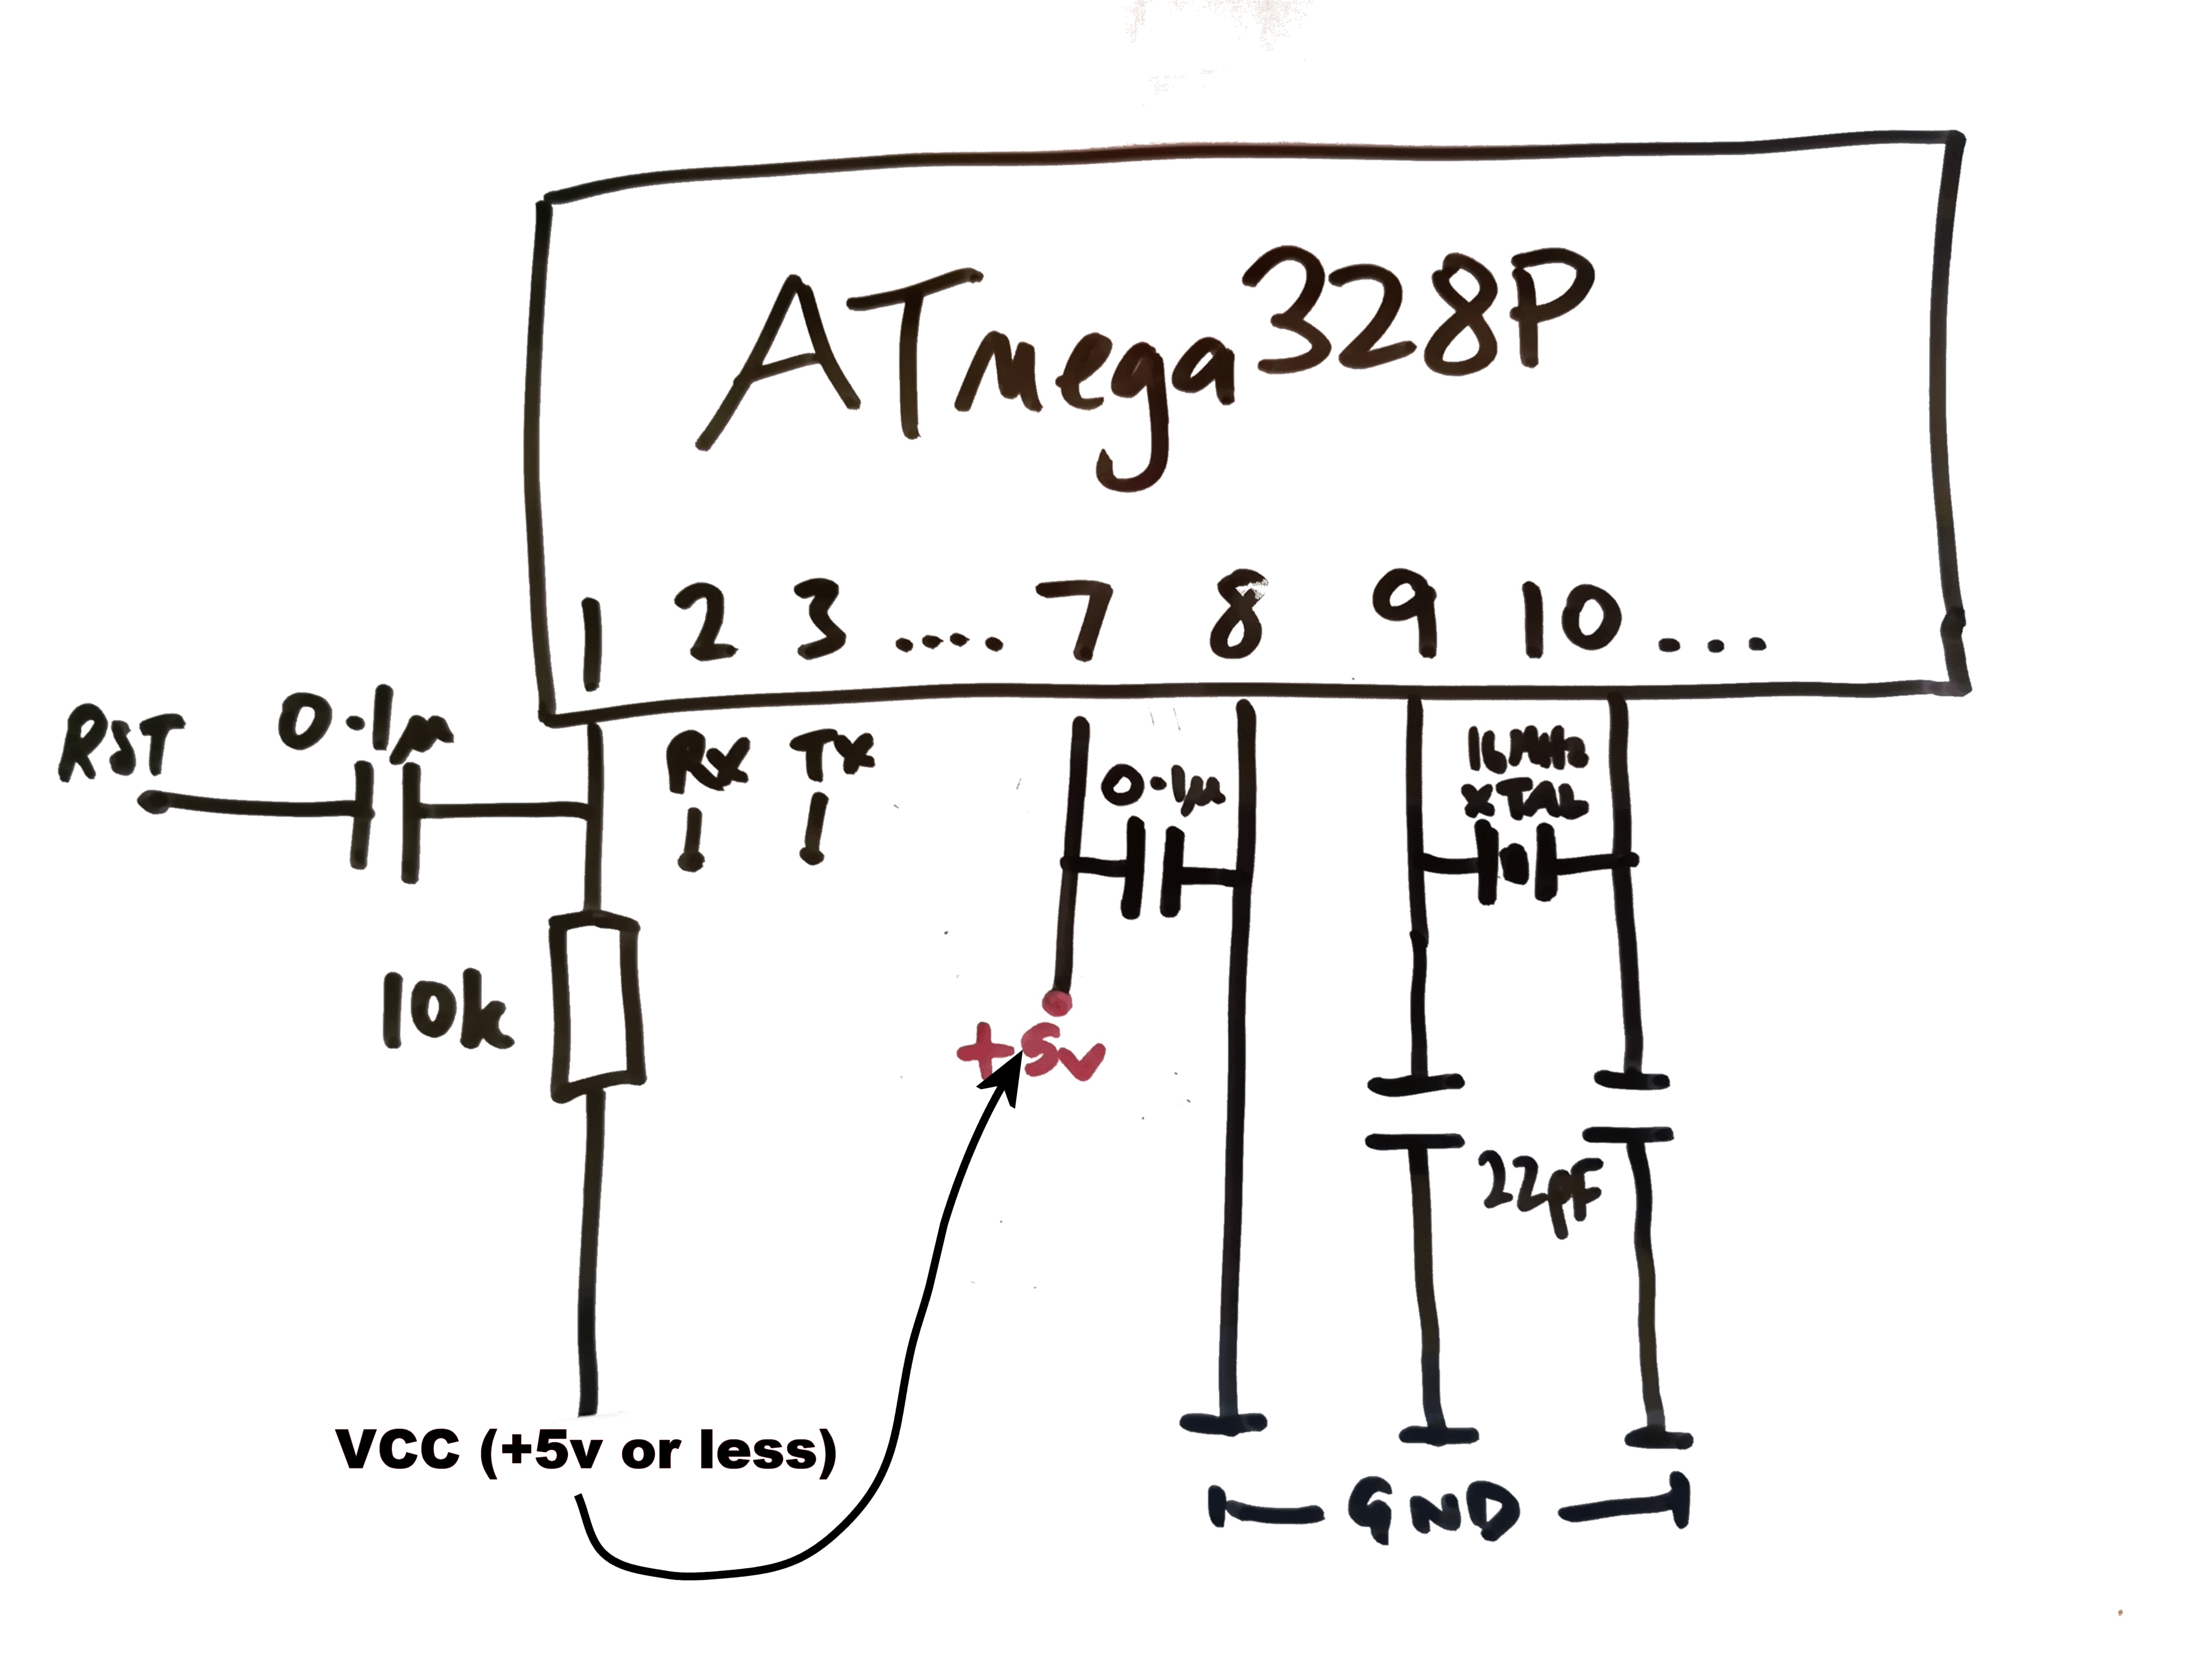 ATmega328P
1 2 3 .... 7 8 9 10 ...
RST 0.1µ Rx Tx 0.1µ 16MHz
XTAL
10k
+5v
22pF
VCC (+5v or less)
GND